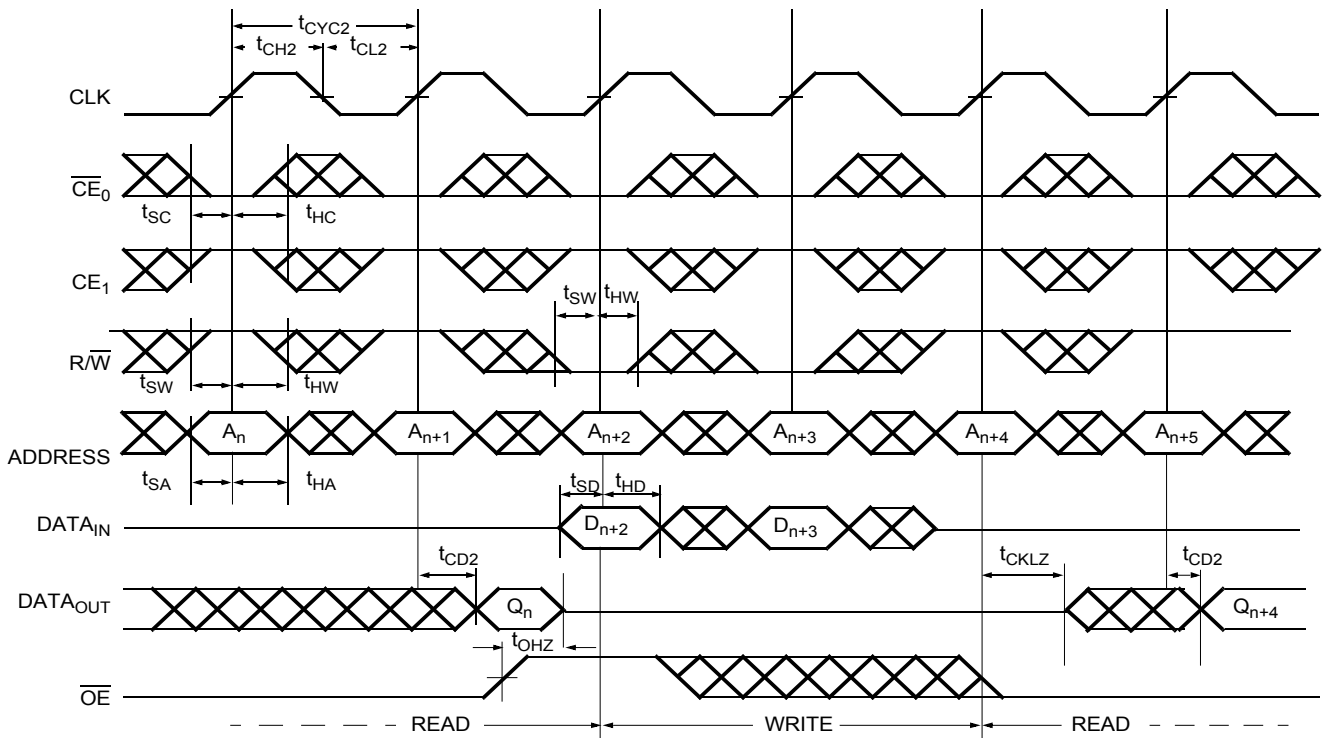 tCYC2
tCH2 tCL2
CLK
CE0
tSC tHC
CE1
tSW tHW
R/W
tSW tHW
An An+1 An+2 An+3 An+4 An+5
ADDRESS
tSA tHA
tSD tHD
DATAIN Dn+2 Dn+3
tCD2 tCKLZ tCD2
DATAOUT Qn Qn+4
tOHZ
OE
READ WRITE READ